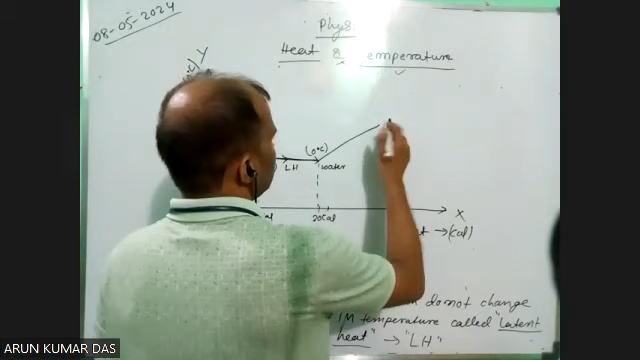 08-05-2024
Heat & Temperature
Y
(0°C)
LH
water
20Cal
X
→(Cal)
do not change
temperature called "Latent
heat" → "LH"
ARUN KUMAR DAS